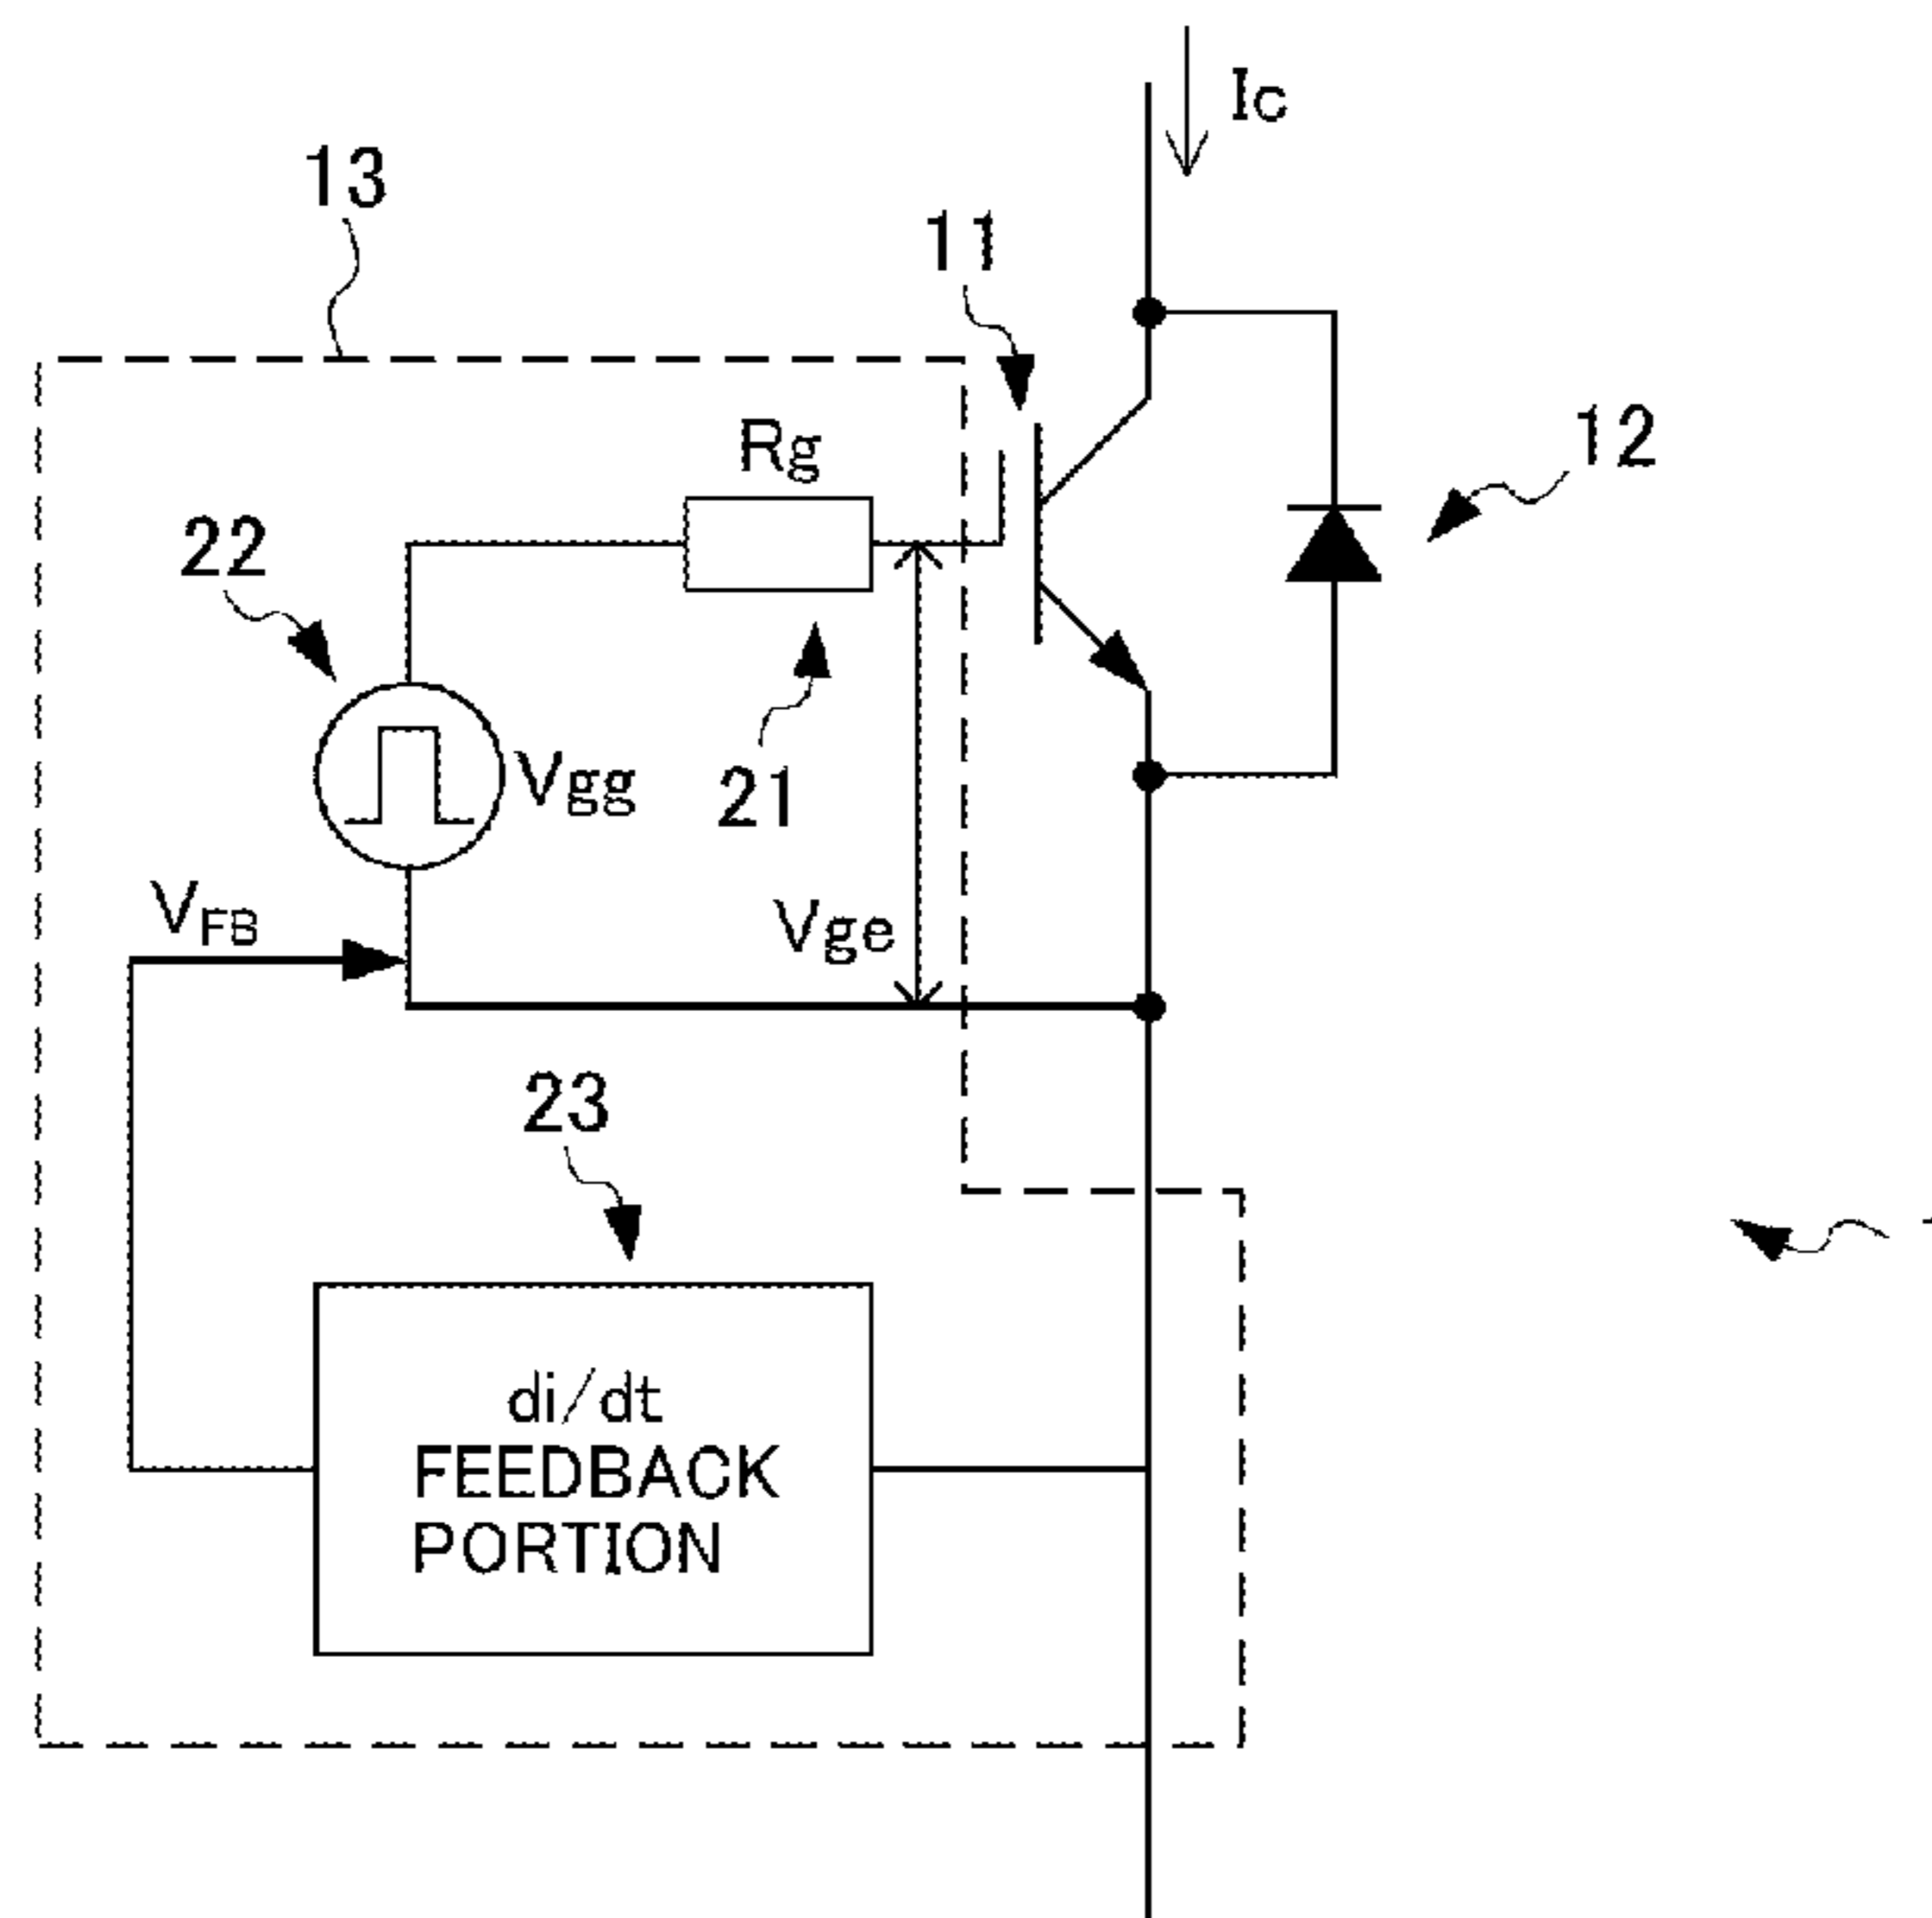 Ic
13
11
12
Rg
22
Vgg
21
VFB
Vge
23
di/dt
FEEDBACK
PORTION